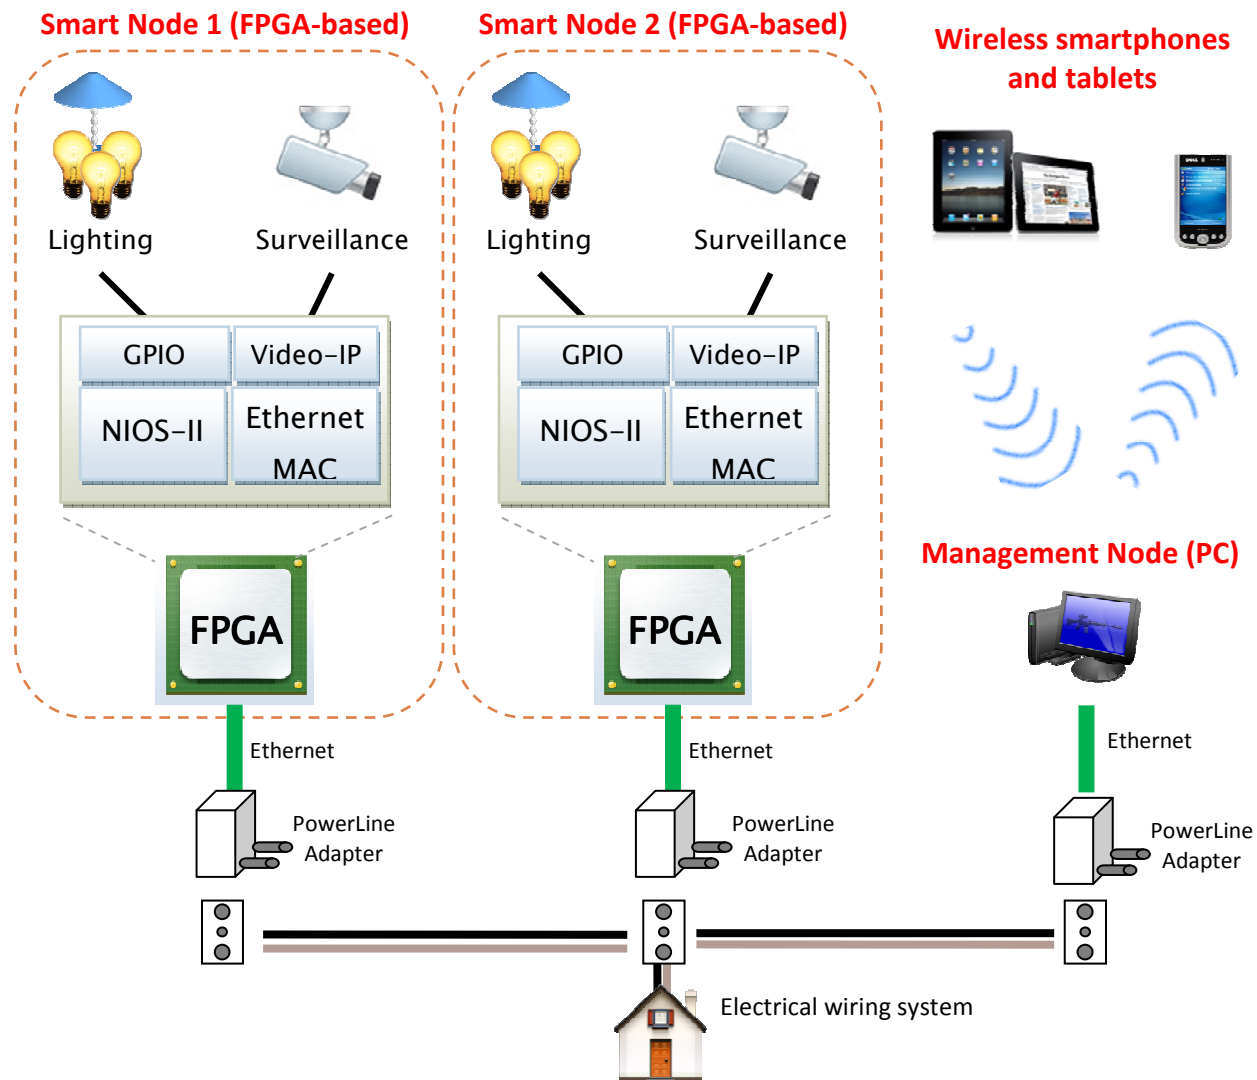 Smart Node 1 (FPGA-based)
Smart Node 2 (FPGA-based)
Wireless smartphones
and tablets
Lighting
Surveillance
Lighting
Surveillance
GPIO
Video-IP
NIOS-II
Ethernet
MAC
GPIO
Video-IP
NIOS-II
Ethernet
MAC
Management Node (PC)
FPGA
FPGA
Ethernet
Ethernet
Ethernet
PowerLine
Adapter
PowerLine
Adapter
PowerLine
Adapter
Electrical wiring system